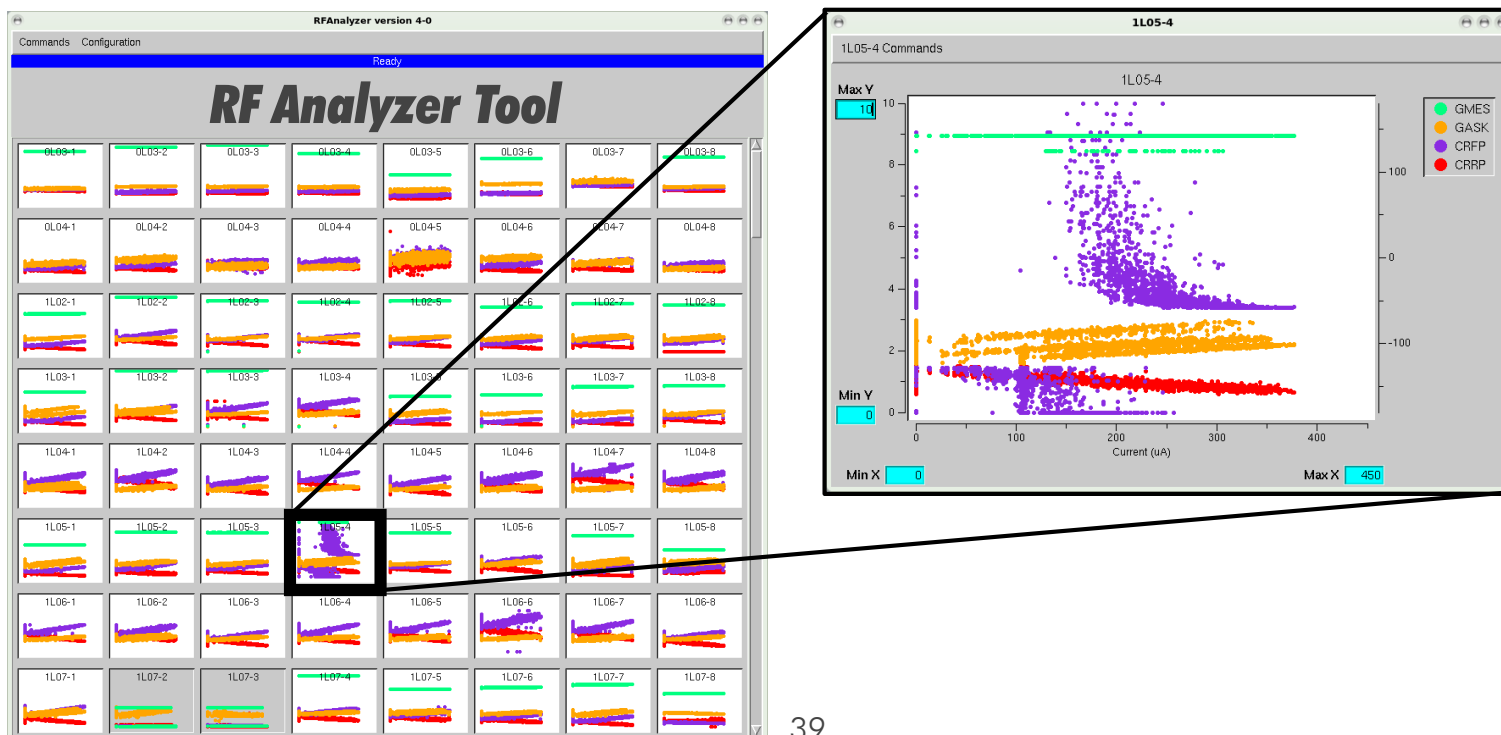 RFAnalyzer version 4-0
Commands Configuration
Ready
RF Analyzer Tool
0L03-1 0L03-2 0L03-3 0L03-4 0L03-5 0L03-6 0L03-7 0L03-8
0L04-1 0L04-2 0L04-3 0L04-4 0L04-5 0L04-6 0L04-7 0L04-8
1L02-1 1L02-2 1L02-3 1L02-4 1L02-5 1L02-6 1L02-7 1L02-8
1L03-1 1L03-2 1L03-3 1L03-4 1L03-5 1L03-6 1L03-7 1L03-8
1L04-1 1L04-2 1L04-3 1L04-4 1L04-5 1L04-6 1L04-7 1L04-8
1L05-1 1L05-2 1L05-3 1L05-4 1L05-5 1L05-6 1L05-7 1L05-8
1L06-1 1L06-2 1L06-3 1L06-4 1L06-5 1L06-6 1L06-7 1L06-8
1L07-1 1L07-2 1L07-3 1L07-4 1L07-5 1L07-6 1L07-7 1L07-8
1L05-4
1L05-4 Commands
1L05-4
Max Y
10
10
8
6
4
2
0
Min Y
0
100
0
-100
GMES
GASK
CRFP
CRRP
0 100 200 300 400
Current (uA)
Min X 0
Max X 450
39